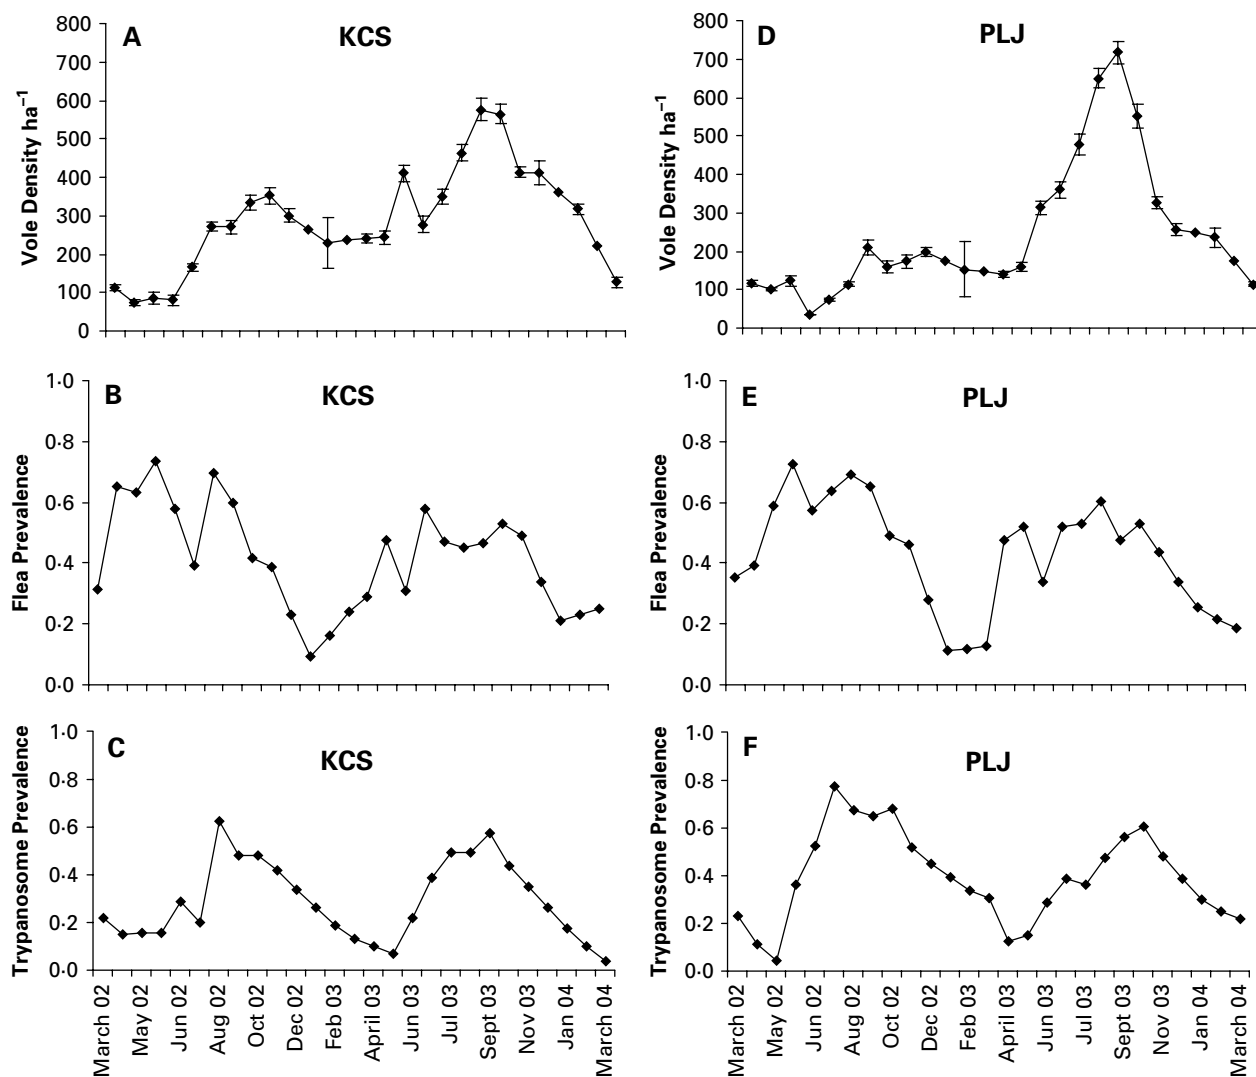 A KCS
Vole Density ha⁻¹
800
700
600
500
400
300
200
100
0
D PLJ
Vole Density ha⁻¹
800
700
600
500
400
300
200
100
0
B KCS
Flea Prevalence
1·0
0·8
0·6
0·4
0·2
0·0
E PLJ
Flea Prevalence
1·0
0·8
0·6
0·4
0·2
0·0
C KCS
Trypanosome Prevalence
1·0
0·8
0·6
0·4
0·2
0·0
March 02
May 02
Jun 02
Aug 02
Oct 02
Dec 02
Feb 03
April 03
Jun 03
Jul 03
Sept 03
Nov 03
Jan 04
March 04
F PLJ
Trypanosome Prevalence
1·0
0·8
0·6
0·4
0·2
0·0
March 02
May 02
Jun 02
Aug 02
Oct 02
Dec 02
Feb 03
April 03
Jun 03
Jul 03
Sept 03
Nov 03
Jan 04
March 04